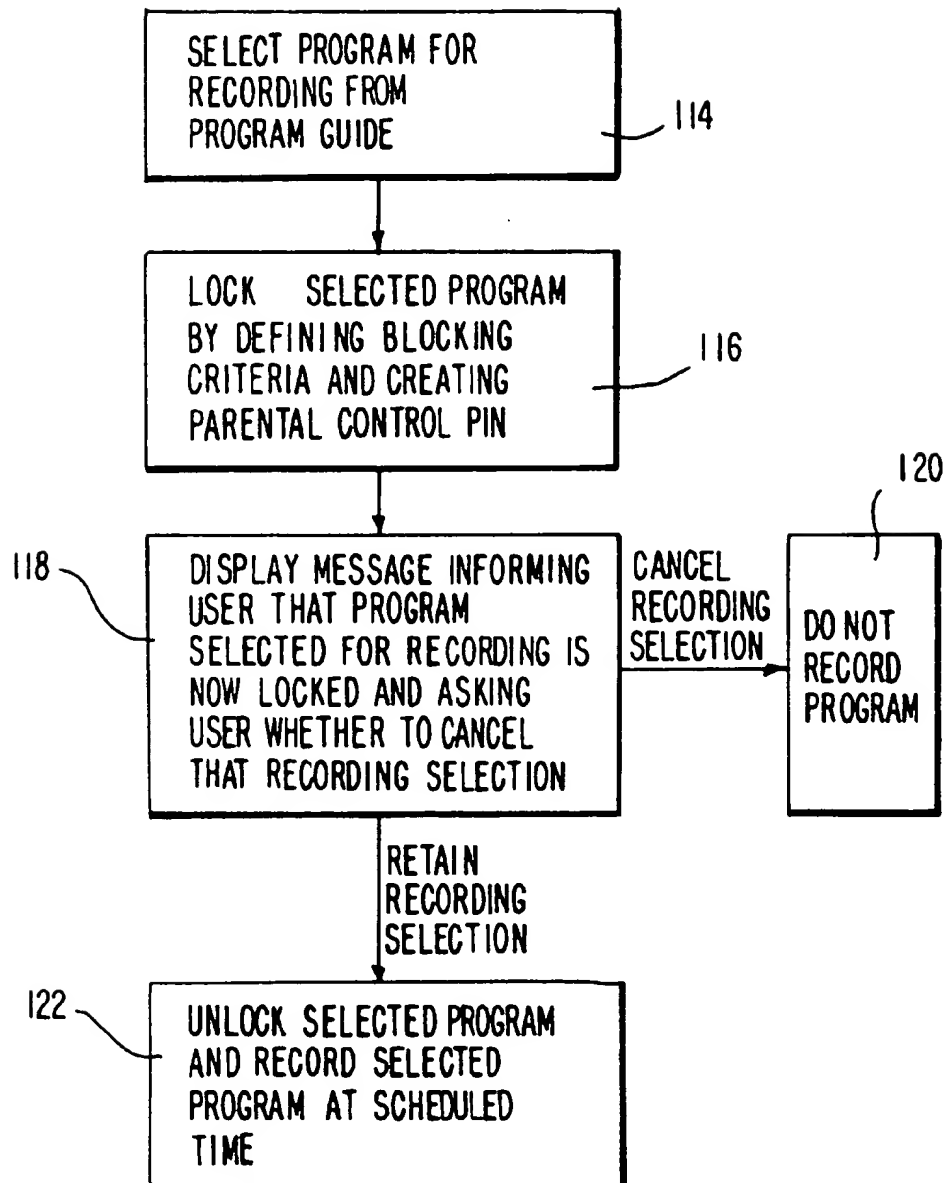 SELECT PROGRAM FOR
RECORDING FROM
PROGRAM GUIDE
114
LOCK SELECTED PROGRAM
BY DEFINING BLOCKING
CRITERIA AND CREATING
PARENTAL CONTROL PIN
116
120
118
DISPLAY MESSAGE INFORMING
USER THAT PROGRAM
SELECTED FOR RECORDING IS
NOW LOCKED AND ASKING
USER WHETHER TO CANCEL
THAT RECORDING SELECTION
CANCEL
RECORDING
SELECTION
DO NOT
RECORD
PROGRAM
RETAIN
RECORDING
SELECTION
122
UNLOCK SELECTED PROGRAM
AND RECORD SELECTED
PROGRAM AT SCHEDULED
TIME